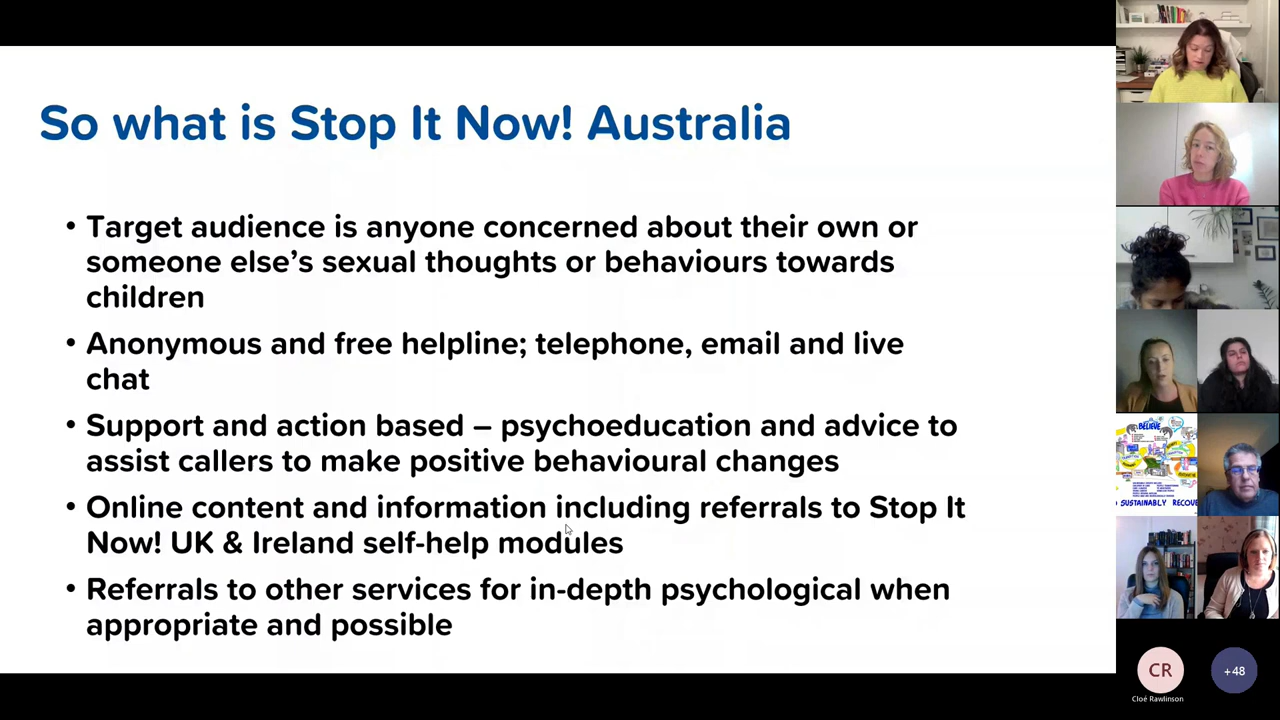 So what is Stop It Now! Australia
• Target audience is anyone concerned about their own or
someone else’s sexual thoughts or behaviours towards
children
• Anonymous and free helpline; telephone, email and live
chat
• Support and action based – psychoeducation and advice to
assist callers to make positive behavioural changes
• Online content and information including referrals to Stop It
Now! UK & Ireland self-help modules
• Referrals to other services for in-depth psychological when
appropriate and possible
BELIEVE
SUSTAINABLY
CR
Cloé Rawlinson
+48